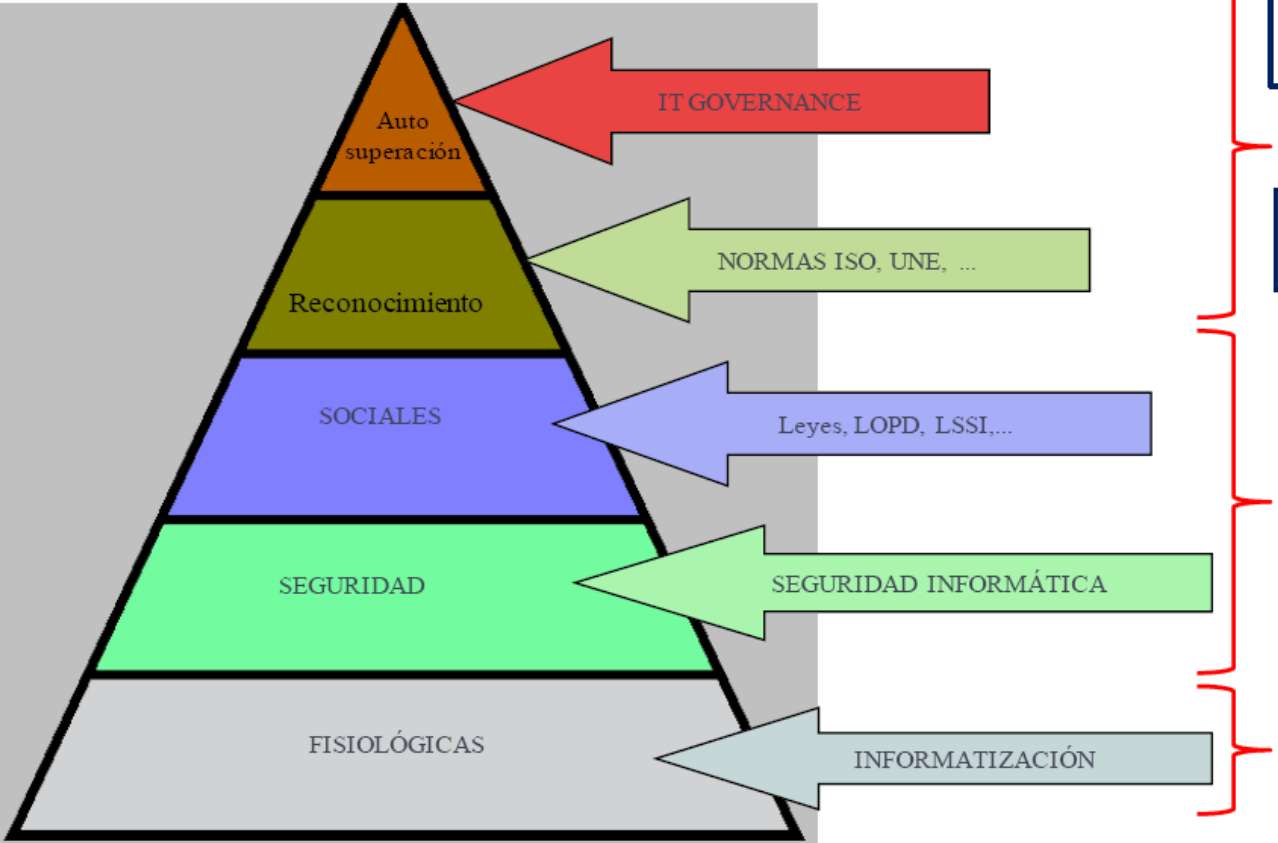 Auto
superación
IT GOVERNANCE
Reconocimiento
NORMAS ISO, UNE, ...
SOCIALES
Leyes, LOPD, LSSI,...
SEGURIDAD
SEGURIDAD INFORMÁTICA
FISIOLÓGICAS
INFORMATIZACIÓN